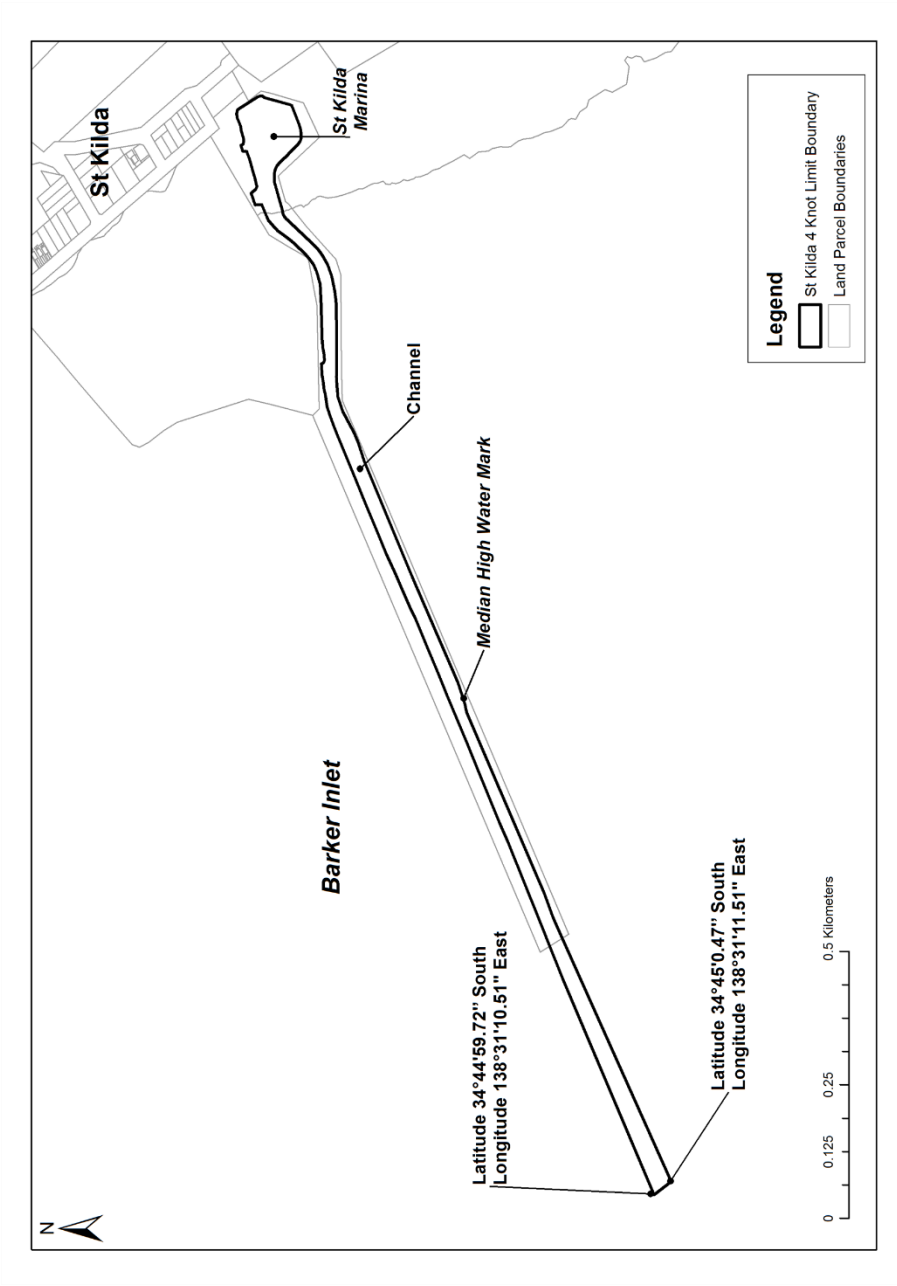 N
St Kilda
St Kilda
Marina
Channel
Median High Water Mark
Barker Inlet
Latitude 34°44'59.72" South
Longitude 138°31'10.51" East
Latitude 34°45'0.47" South
Longitude 138°31'11.51" East
Legend
St Kilda 4 Knot Limit Boundary
Land Parcel Boundaries
0 0.125 0.25 0.5 Kilometers